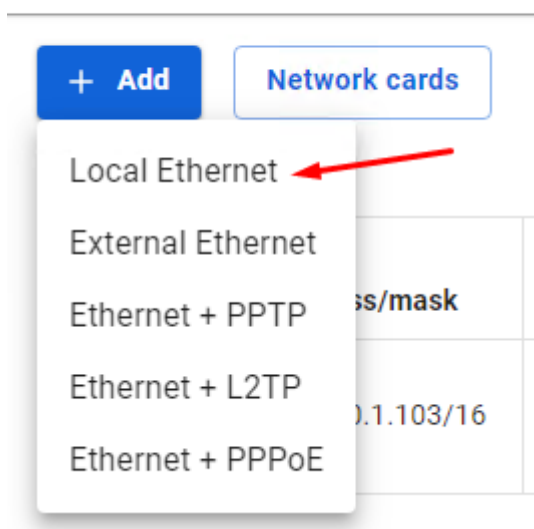 + Add
Network cards
Local Ethernet
External Ethernet
Ethernet + PPTP
ss/mask
Ethernet + L2TP
0.1.103/16
Ethernet + PPPoE